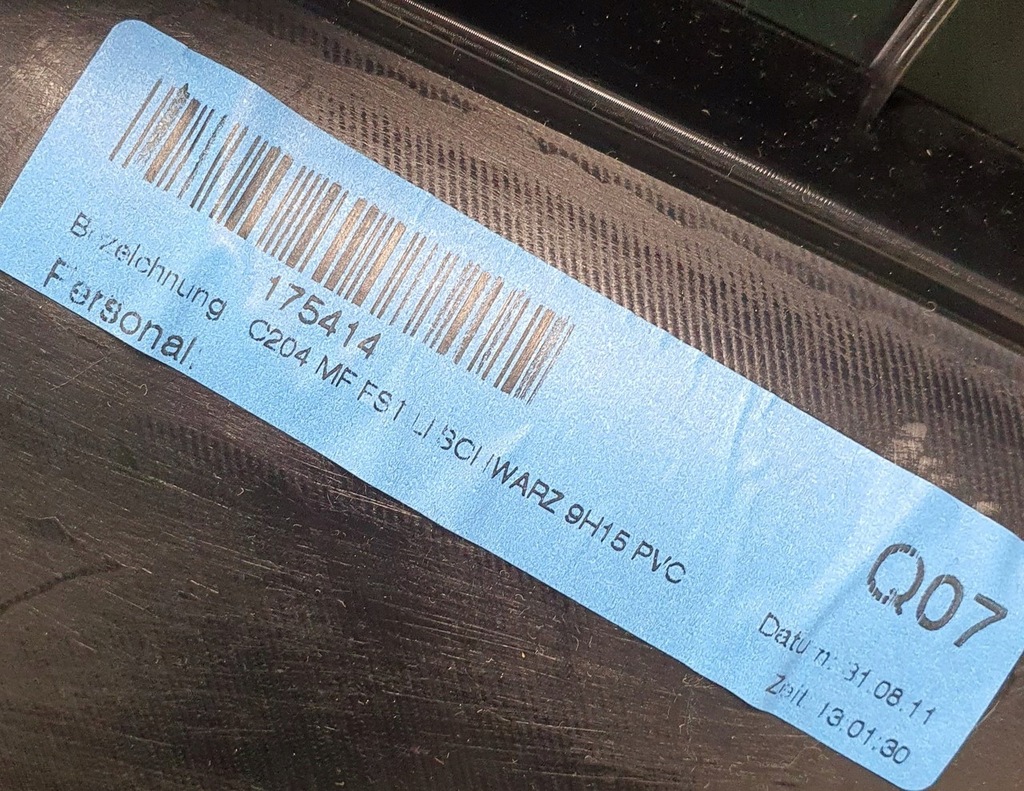 175414
Bezeichnung C204 MF FS1 LI SCHWARZ 9H15 PVC
Personal:
Q07
Datum: 31.08.11
Zeit: 13:01:30